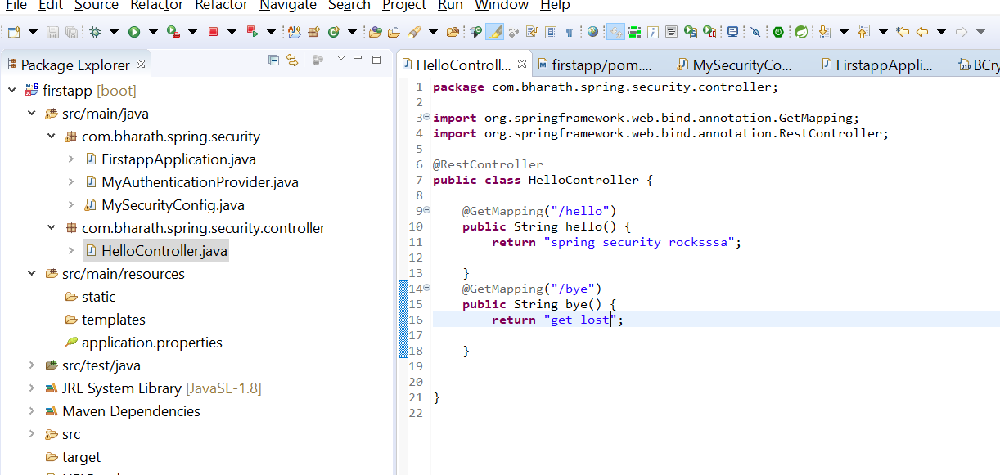 File Edit Source Refactor Refactor Navigate Search Project Run Window Help
Package Explorer
firstapp [boot]
src/main/java
com.bharath.spring.security
FirstappApplication.java
MyAuthenticationProvider.java
MySecurityConfig.java
com.bharath.spring.security.controller
HelloController.java
src/main/resources
static
templates
application.properties
src/test/java
JRE System Library [JavaSE-1.8]
Maven Dependencies
src
target
HelloControll... firstapp/pom.... MySecurityCo... FirstappAppli... BCry
1 package com.bharath.spring.security.controller;
2
3 import org.springframework.web.bind.annotation.GetMapping;
4 import org.springframework.web.bind.annotation.RestController;
5
6 @RestController
7 public class HelloController {
8
9 @GetMapping("/hello")
10 public String hello() {
11 return "spring security rocksssa";
12
13 }
14 @GetMapping("/bye")
15 public String bye() {
16 return "get lost";
17
18 }
19
20
21 }
22